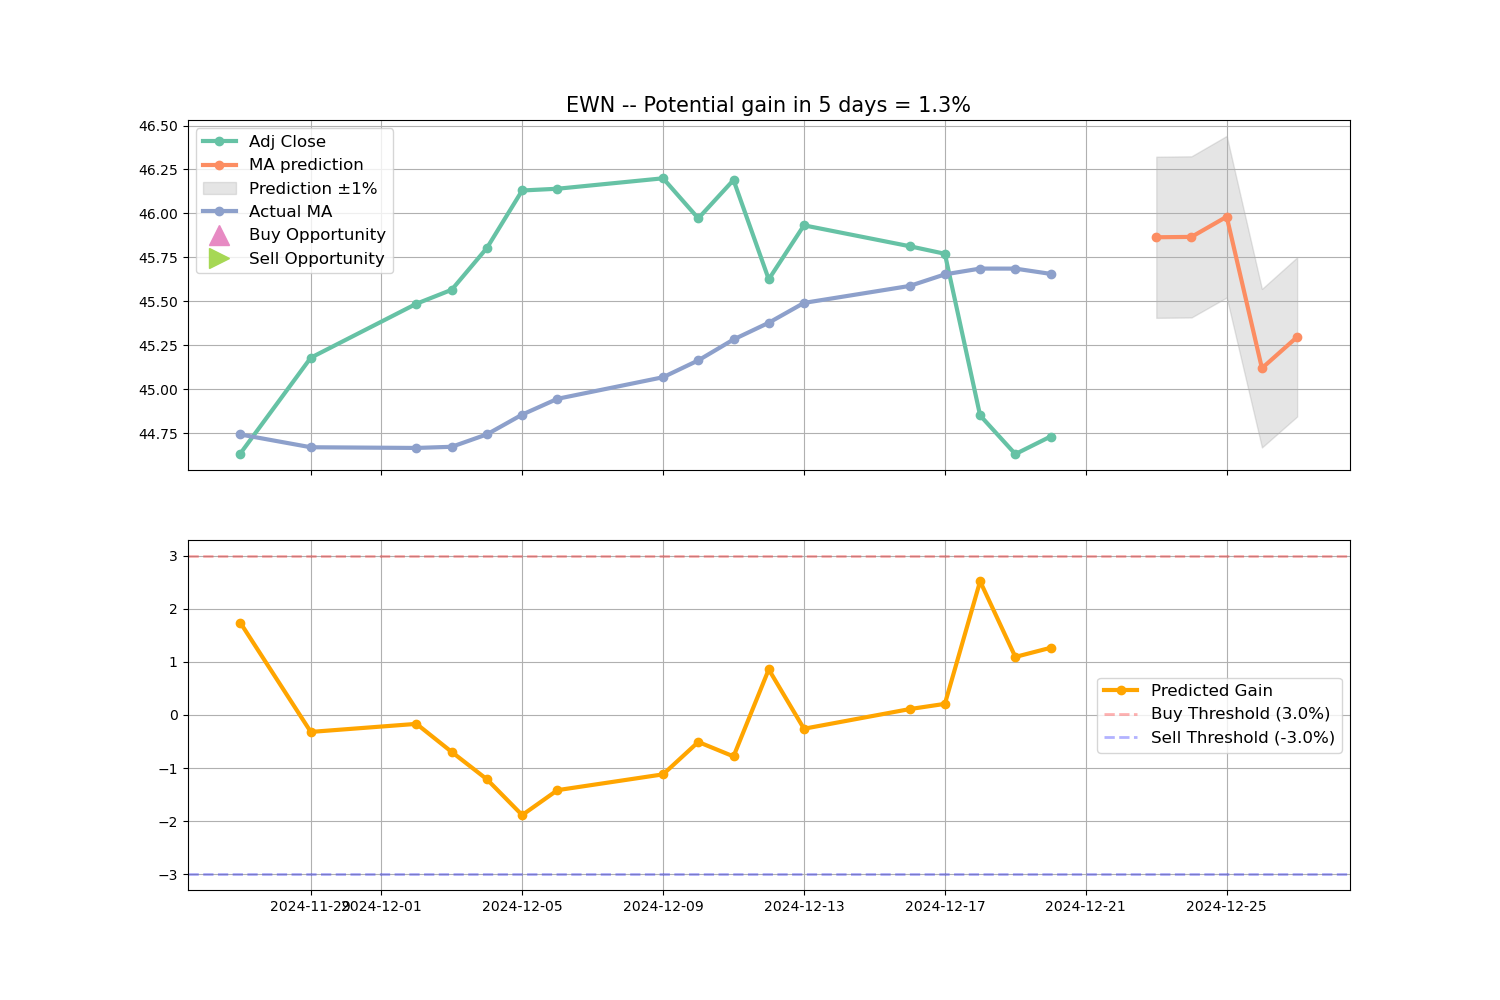 EWN -- Potential gain in 5 days = 1.3%
46.50
46.25
46.00
45.75
45.50
45.25
45.00
44.75
Adj Close
MA prediction
Prediction ±1%
Actual MA
Buy Opportunity
Sell Opportunity
3
2
1
0
−1
−2
−3
Predicted Gain
Buy Threshold (3.0%)
Sell Threshold (-3.0%)
2024-11-29 2024-12-01 2024-12-05 2024-12-09 2024-12-13 2024-12-17 2024-12-21 2024-12-25